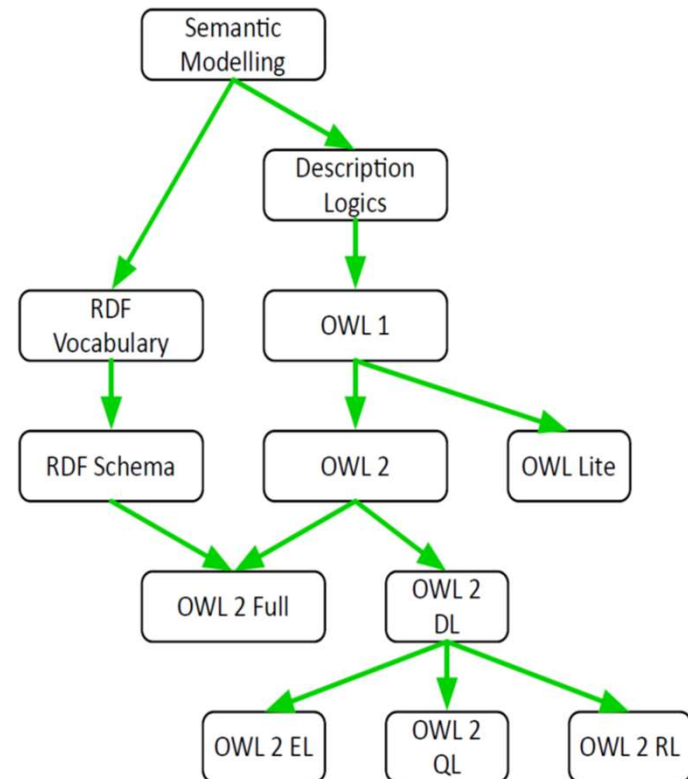 Semantic
Modelling
Description
Logics
RDF
Vocabulary
OWL 1
RDF Schema
OWL 2
OWL Lite
OWL 2 Full
OWL 2
DL
OWL 2 EL
OWL 2
QL
OWL 2 RL